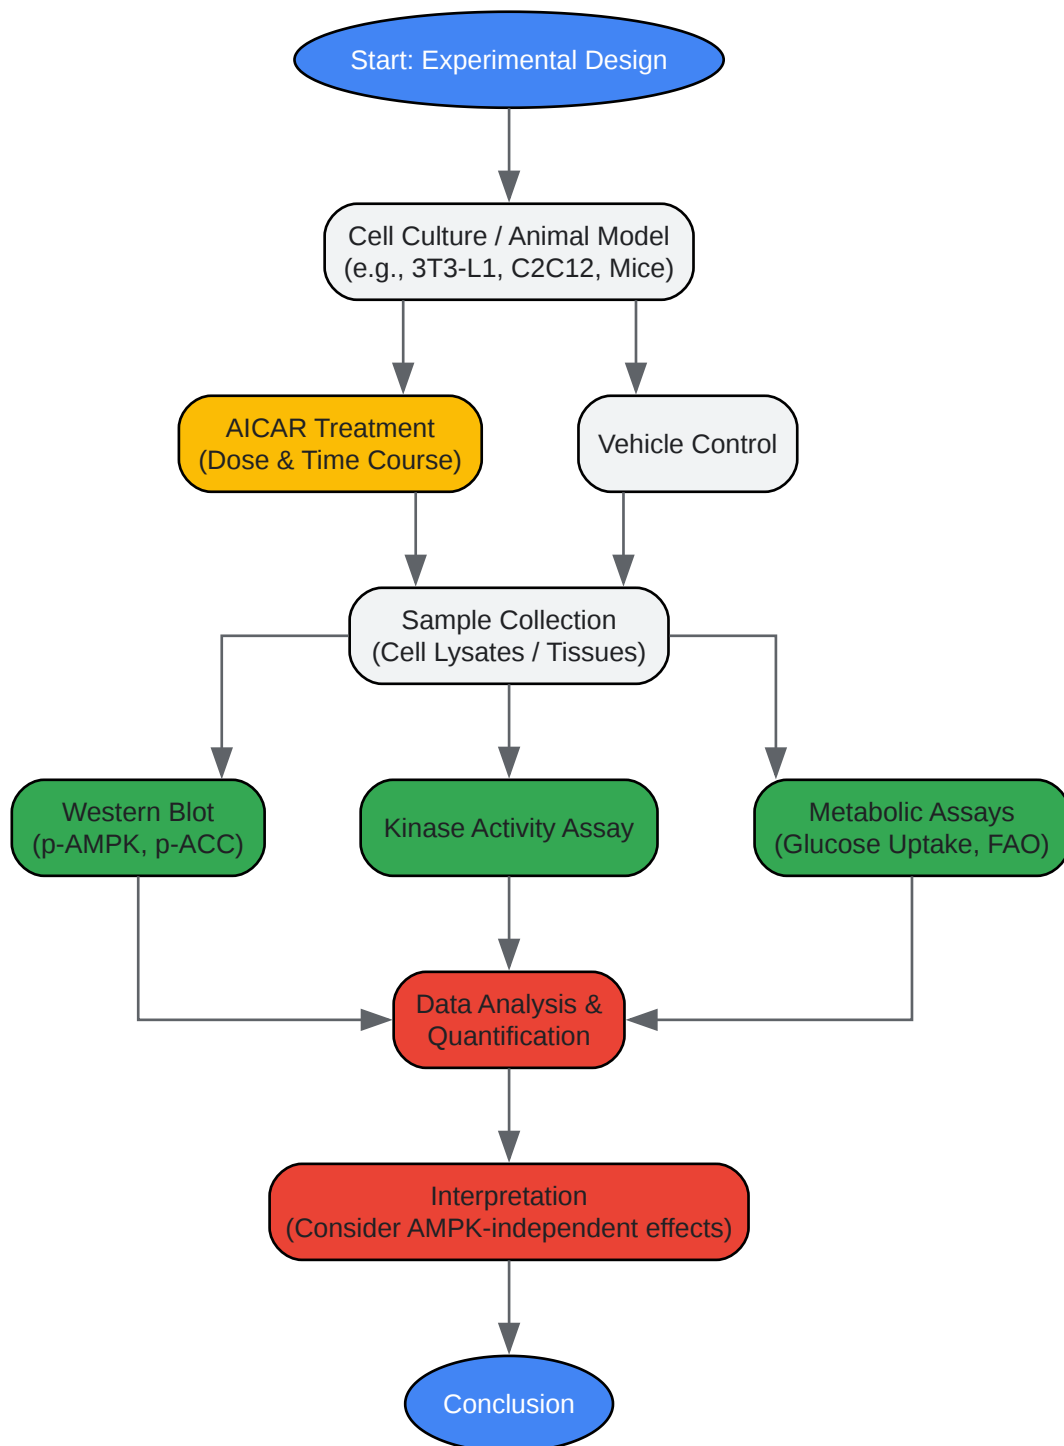 Start: Experimental Design
Cell Culture / Animal Model
(e.g., 3T3-L1, C2C12, Mice)
AICAR Treatment
(Dose & Time Course)
Vehicle Control
Sample Collection
(Cell Lysates / Tissues)
Western Blot
(p-AMPK, p-ACC)
Kinase Activity Assay
Metabolic Assays
(Glucose Uptake, FAO)
Data Analysis &
Quantification
Interpretation
(Consider AMPK-independent effects)
Conclusion